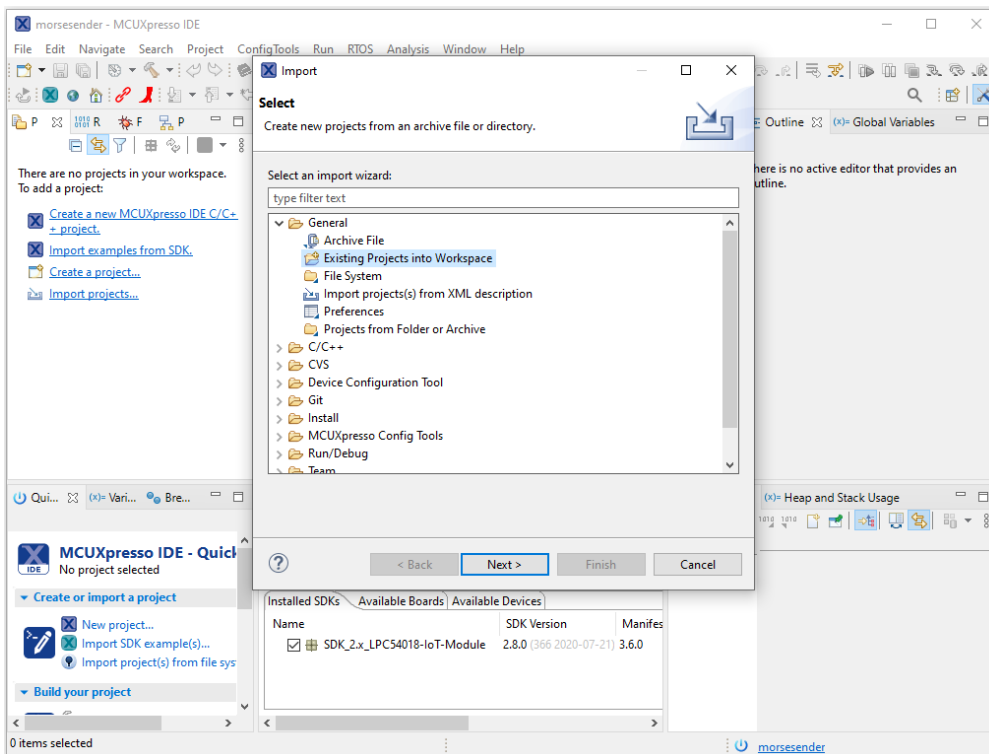 morsesender - MCUXpresso IDE
File Edit Navigate Search Project ConfigTools Run RTOS Analysis Window Help
Import
Select
Create new projects from an archive file or directory.
Select an import wizard:
type filter text
General
Archive File
Existing Projects into Workspace
File System
Import projects(s) from XML description
Preferences
Projects from Folder or Archive
C/C++
CVS
Device Configuration Tool
Git
Install
MCUXpresso Config Tools
Run/Debug
Team
< Back Next > Finish Cancel
P R F P
There are no projects in your workspace.
To add a project:
Create a new MCUXpresso IDE C/C+
+ project.
Import examples from SDK.
Create a project...
Import projects...
Outline (x)= Global Variables
here is no active editor that provides an
utline.
Qui... (x)= Vari... Bre...
IDE
MCUXpresso IDE - Quick
No project selected
Create or import a project
New project...
Import SDK example(s)...
Import project(s) from file sys
Build your project
Installed SDKs Available Boards Available Devices
Name SDK Version Manifes
SDK_2.x_LPC54018-IoT-Module 2.8.0 (366 2020-07-21) 3.6.0
(x)= Heap and Stack Usage
0 items selected
morsesender